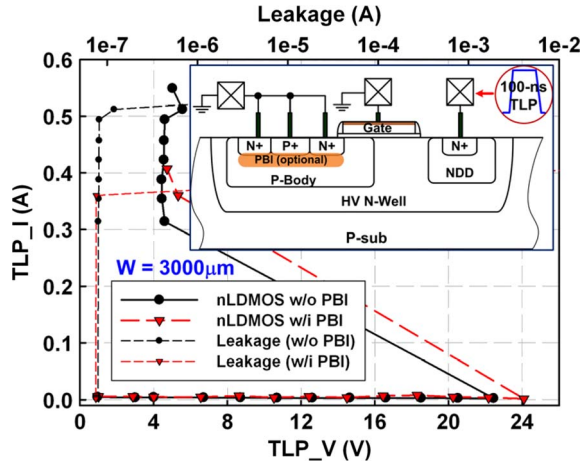 Leakage (A)
1e-7 1e-6 1e-5 1e-4 1e-3 1e-2
0.6
0.5
0.4
0.3
0.2
0.1
0.0
TLP_I (A)
100-ns
TLP
Gate
N+ P+ N+ N+
PBI (optional)
P-Body
NDD
HV N-Well
P-sub
W = 3000μm
nLDMOS w/o PBI
nLDMOS w/i PBI
Leakage (w/o PBI)
Leakage (w/i PBI)
0 4 8 12 16 20 24
TLP_V (V)